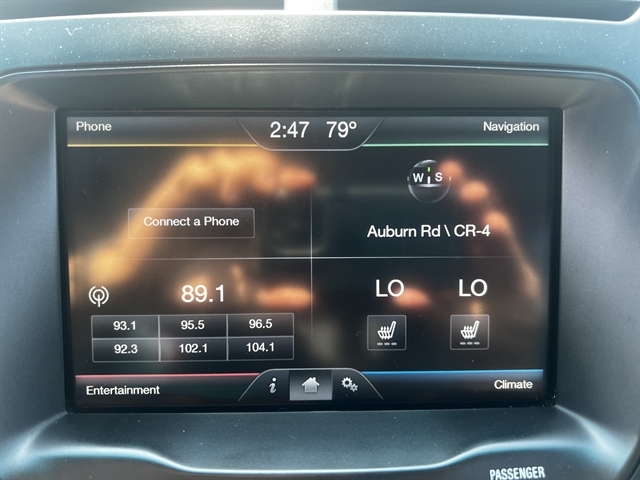 Phone 2:47 79° Navigation
W S
Connect a Phone
Auburn Rd \ CR-4
89.1
LO LO
93.1 95.5 96.5
92.3 102.1 104.1
Entertainment i Climate
PASSENGER